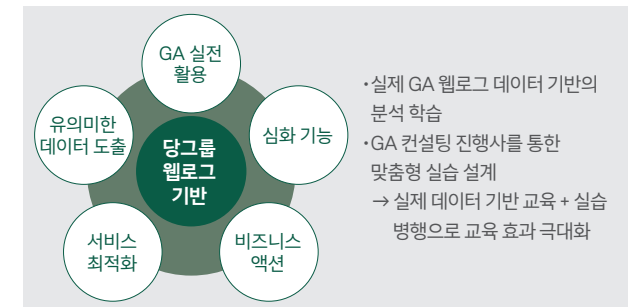 GA 실전
활용
유의미한
데이터 도출
당그룹
웹로그
기반
심화 기능
서비스
최적화
비즈니스
액션
·실제 GA 웹로그 데이터 기반의
분석 학습
·GA 컨설팅 진행사를 통한
맞춤형 실습 설계
→ 실제 데이터 기반 교육 + 실습
병행으로 교육 효과 극대화